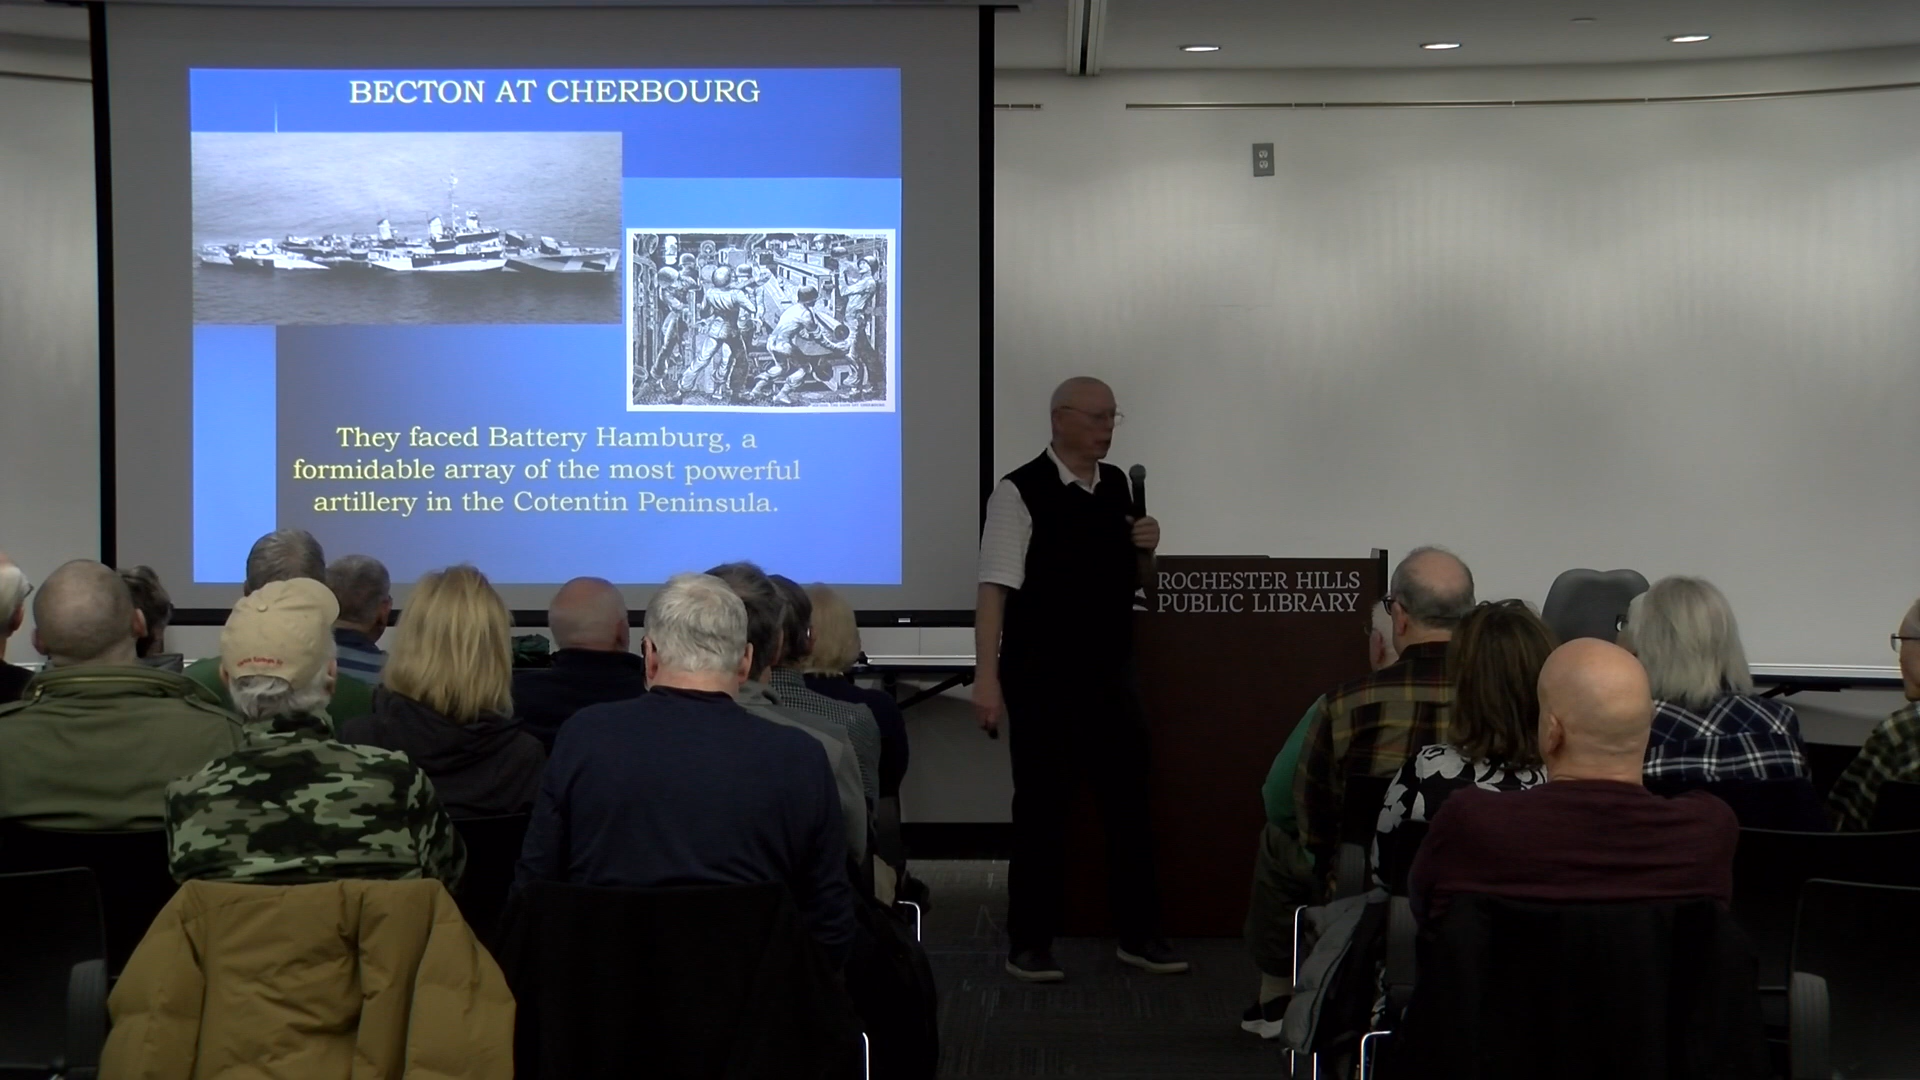 BECTON AT CHERBOURG
They faced Battery Hamburg, a
formidable array of the most powerful
artillery in the Cotentin Peninsula.
ROCHESTER HILLS
PUBLIC LIBRARY